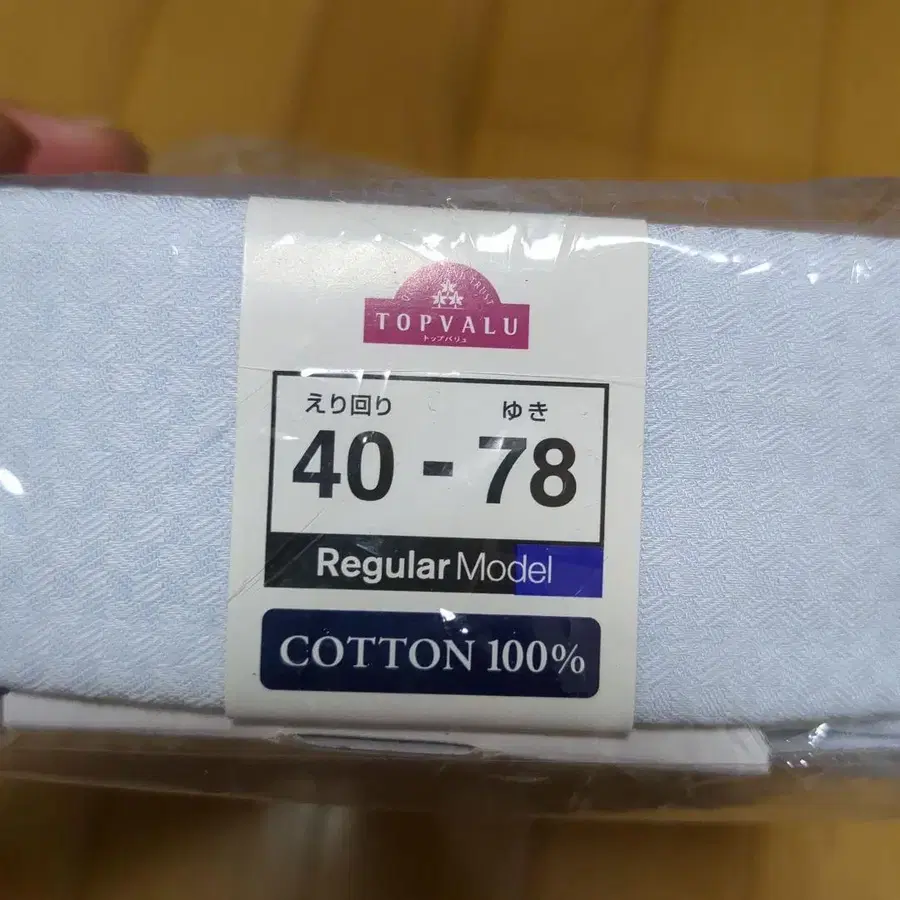 TOPVALU
トップバリュ
えり回り ゆき
40 - 78
Regular Model
COTTON 100%